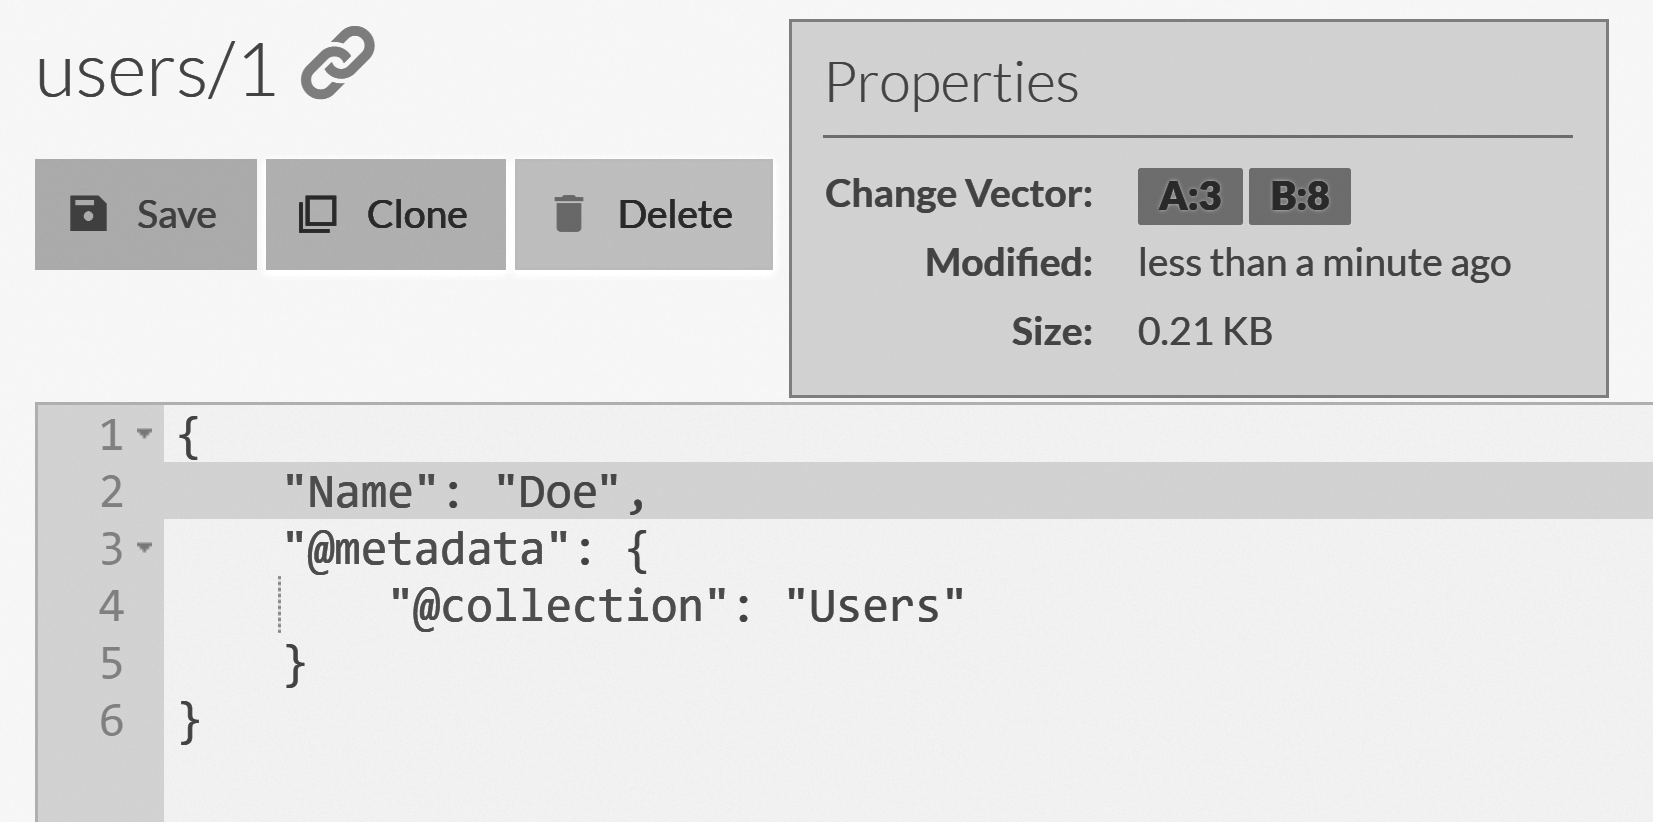 users/1
Save Clone Delete
Properties
Change Vector: A:3 B:8
Modified: less than a minute ago
Size: 0.21 KB
1 {
2 "Name": "Doe",
3 "@metadata": {
4 "@collection": "Users"
5 }
6 }